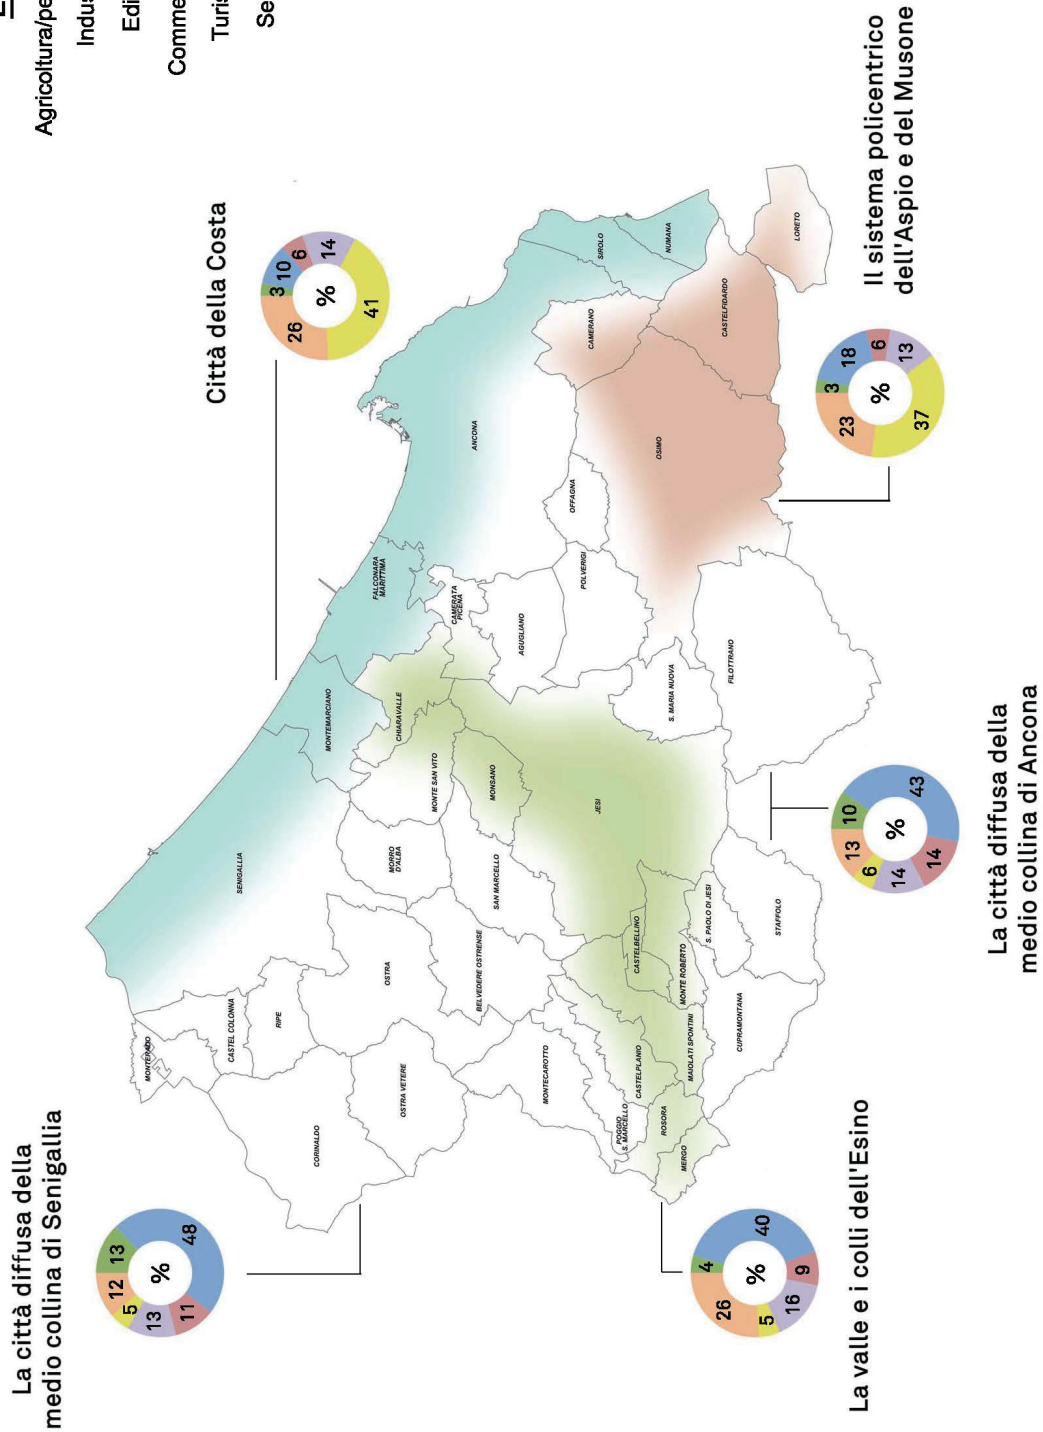 La città diffusa della
medio collina di Senigallia
13
48
11
13
5
12
%
Agricoltura/pe
Indus
Edi
Comme
Turis
Se
Città della Costa
3
10
6
14
41
26
%
MONTERADO
CASTEL COLONNA
RIPE
SENIGALLIA
CORINALDO
OSTRA VETERE
OSTRA
MORRO
D'ALBA
MONTEMARCIANO
FALCONARA
MARITTIMA
CHIARAVALLE
MONTE SAN VITO
CAMERATA
PICENA
ANCONA
BELVEDERE OSTRENSE
SAN MARCELLO
MONSANO
AGUGLIANO
MONTECAROTTO
POLVERIGI
OFFAGNA
CAMERANO
SIROLO
NUMANA
JESI
POGGIO
S. MARCELLO
CASTELPLANIO
CASTELBELLINO
ROSORA
MERGO
MAIOLATI SPONTINI
MONTE ROBERTO
S. PAOLO DI JESI
S. MARIA NUOVA
OSIMO
CASTELFIDARDO
LORETO
CUPRAMONTANA
STAFFOLO
FILOTTRANO
4
40
9
16
5
26
%
La valle e i colli dell'Esino
10
43
14
14
6
13
%
La città diffusa della
medio collina di Ancona
3
18
6
13
37
23
%
Il sistema policentrico
dell'Aspio e del Musone